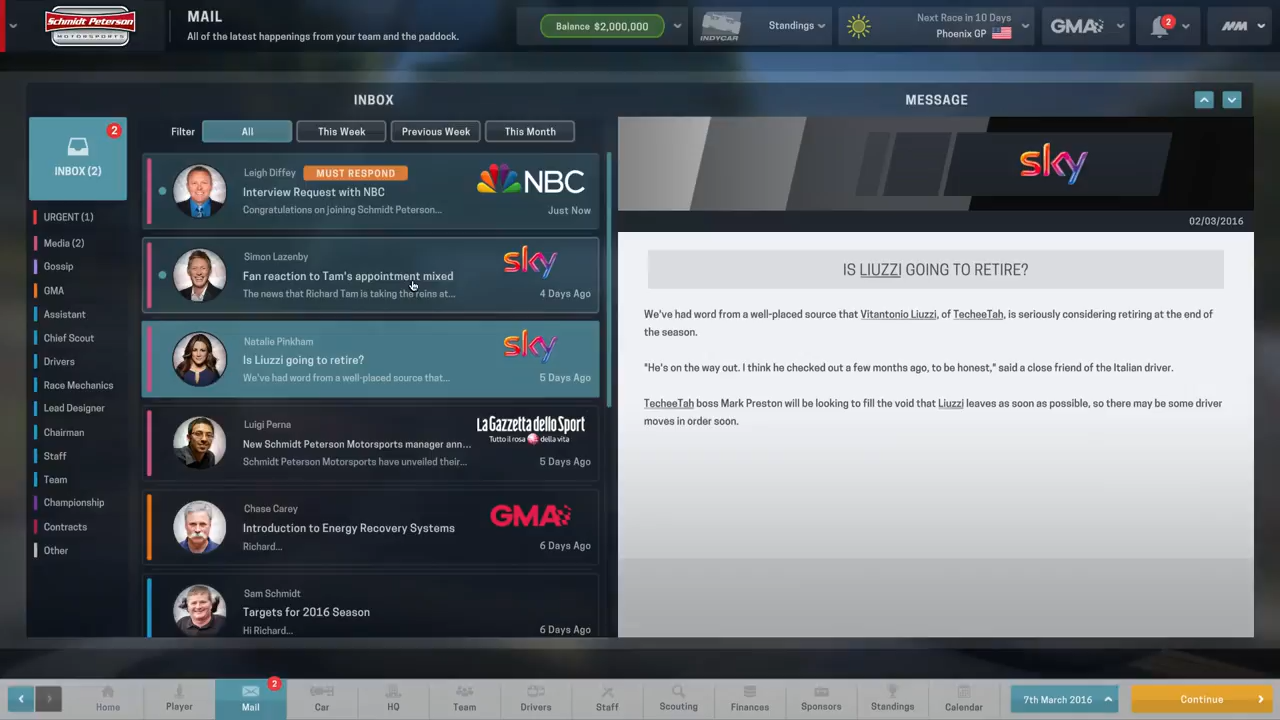 Schmidt Peterson
MOTORSPORTS
MAIL
All of the latest happenings from your team and the paddock.
Balance $2,000,000
INDYCAR
Standings
Next Race in 10 Days
Phoenix GP
GMA
2
INBOX
MESSAGE
2
INBOX (2)
URGENT (1)
Media (2)
Gossip
GMA
Assistant
Chief Scout
Drivers
Race Mechanics
Lead Designer
Chairman
Staff
Team
Championship
Contracts
Other
Filter
All
This Week
Previous Week
This Month
Leigh Diffey
MUST RESPOND
Interview Request with NBC
Congratulations on joining Schmidt Peterson...
NBC
Just Now
Simon Lazenby
Fan reaction to Tam's appointment mixed
The news that Richard Tam is taking the reins at...
sky
4 Days Ago
Natalie Pinkham
Is Liuzzi going to retire?
We've had word from a well-placed source that...
sky
5 Days Ago
Luigi Perna
New Schmidt Peterson Motorsports manager ann...
Schmidt Peterson Motorsports have unveiled their...
La Gazzetta dello Sport
Tutto il rosa della vita
5 Days Ago
Chase Carey
Introduction to Energy Recovery Systems
Richard...
GMA
6 Days Ago
Sam Schmidt
Targets for 2016 Season
Hi Richard...
6 Days Ago
sky
02/03/2016
IS LIUZZI GOING TO RETIRE?
We've had word from a well-placed source that Vitantonio Liuzzi, of TecheeTah, is seriously considering retiring at the end of
the season.
"He's on the way out. I think he checked out a few months ago, to be honest," said a close friend of the Italian driver.
TecheeTah boss Mark Preston will be looking to fill the void that Liuzzi leaves as soon as possible, so there may be some driver
moves in order soon.
Home
Player
Mail
2
Car
HQ
Team
Drivers
Staff
Scouting
Finances
Sponsors
Standings
Calendar
7th March 2016
Continue